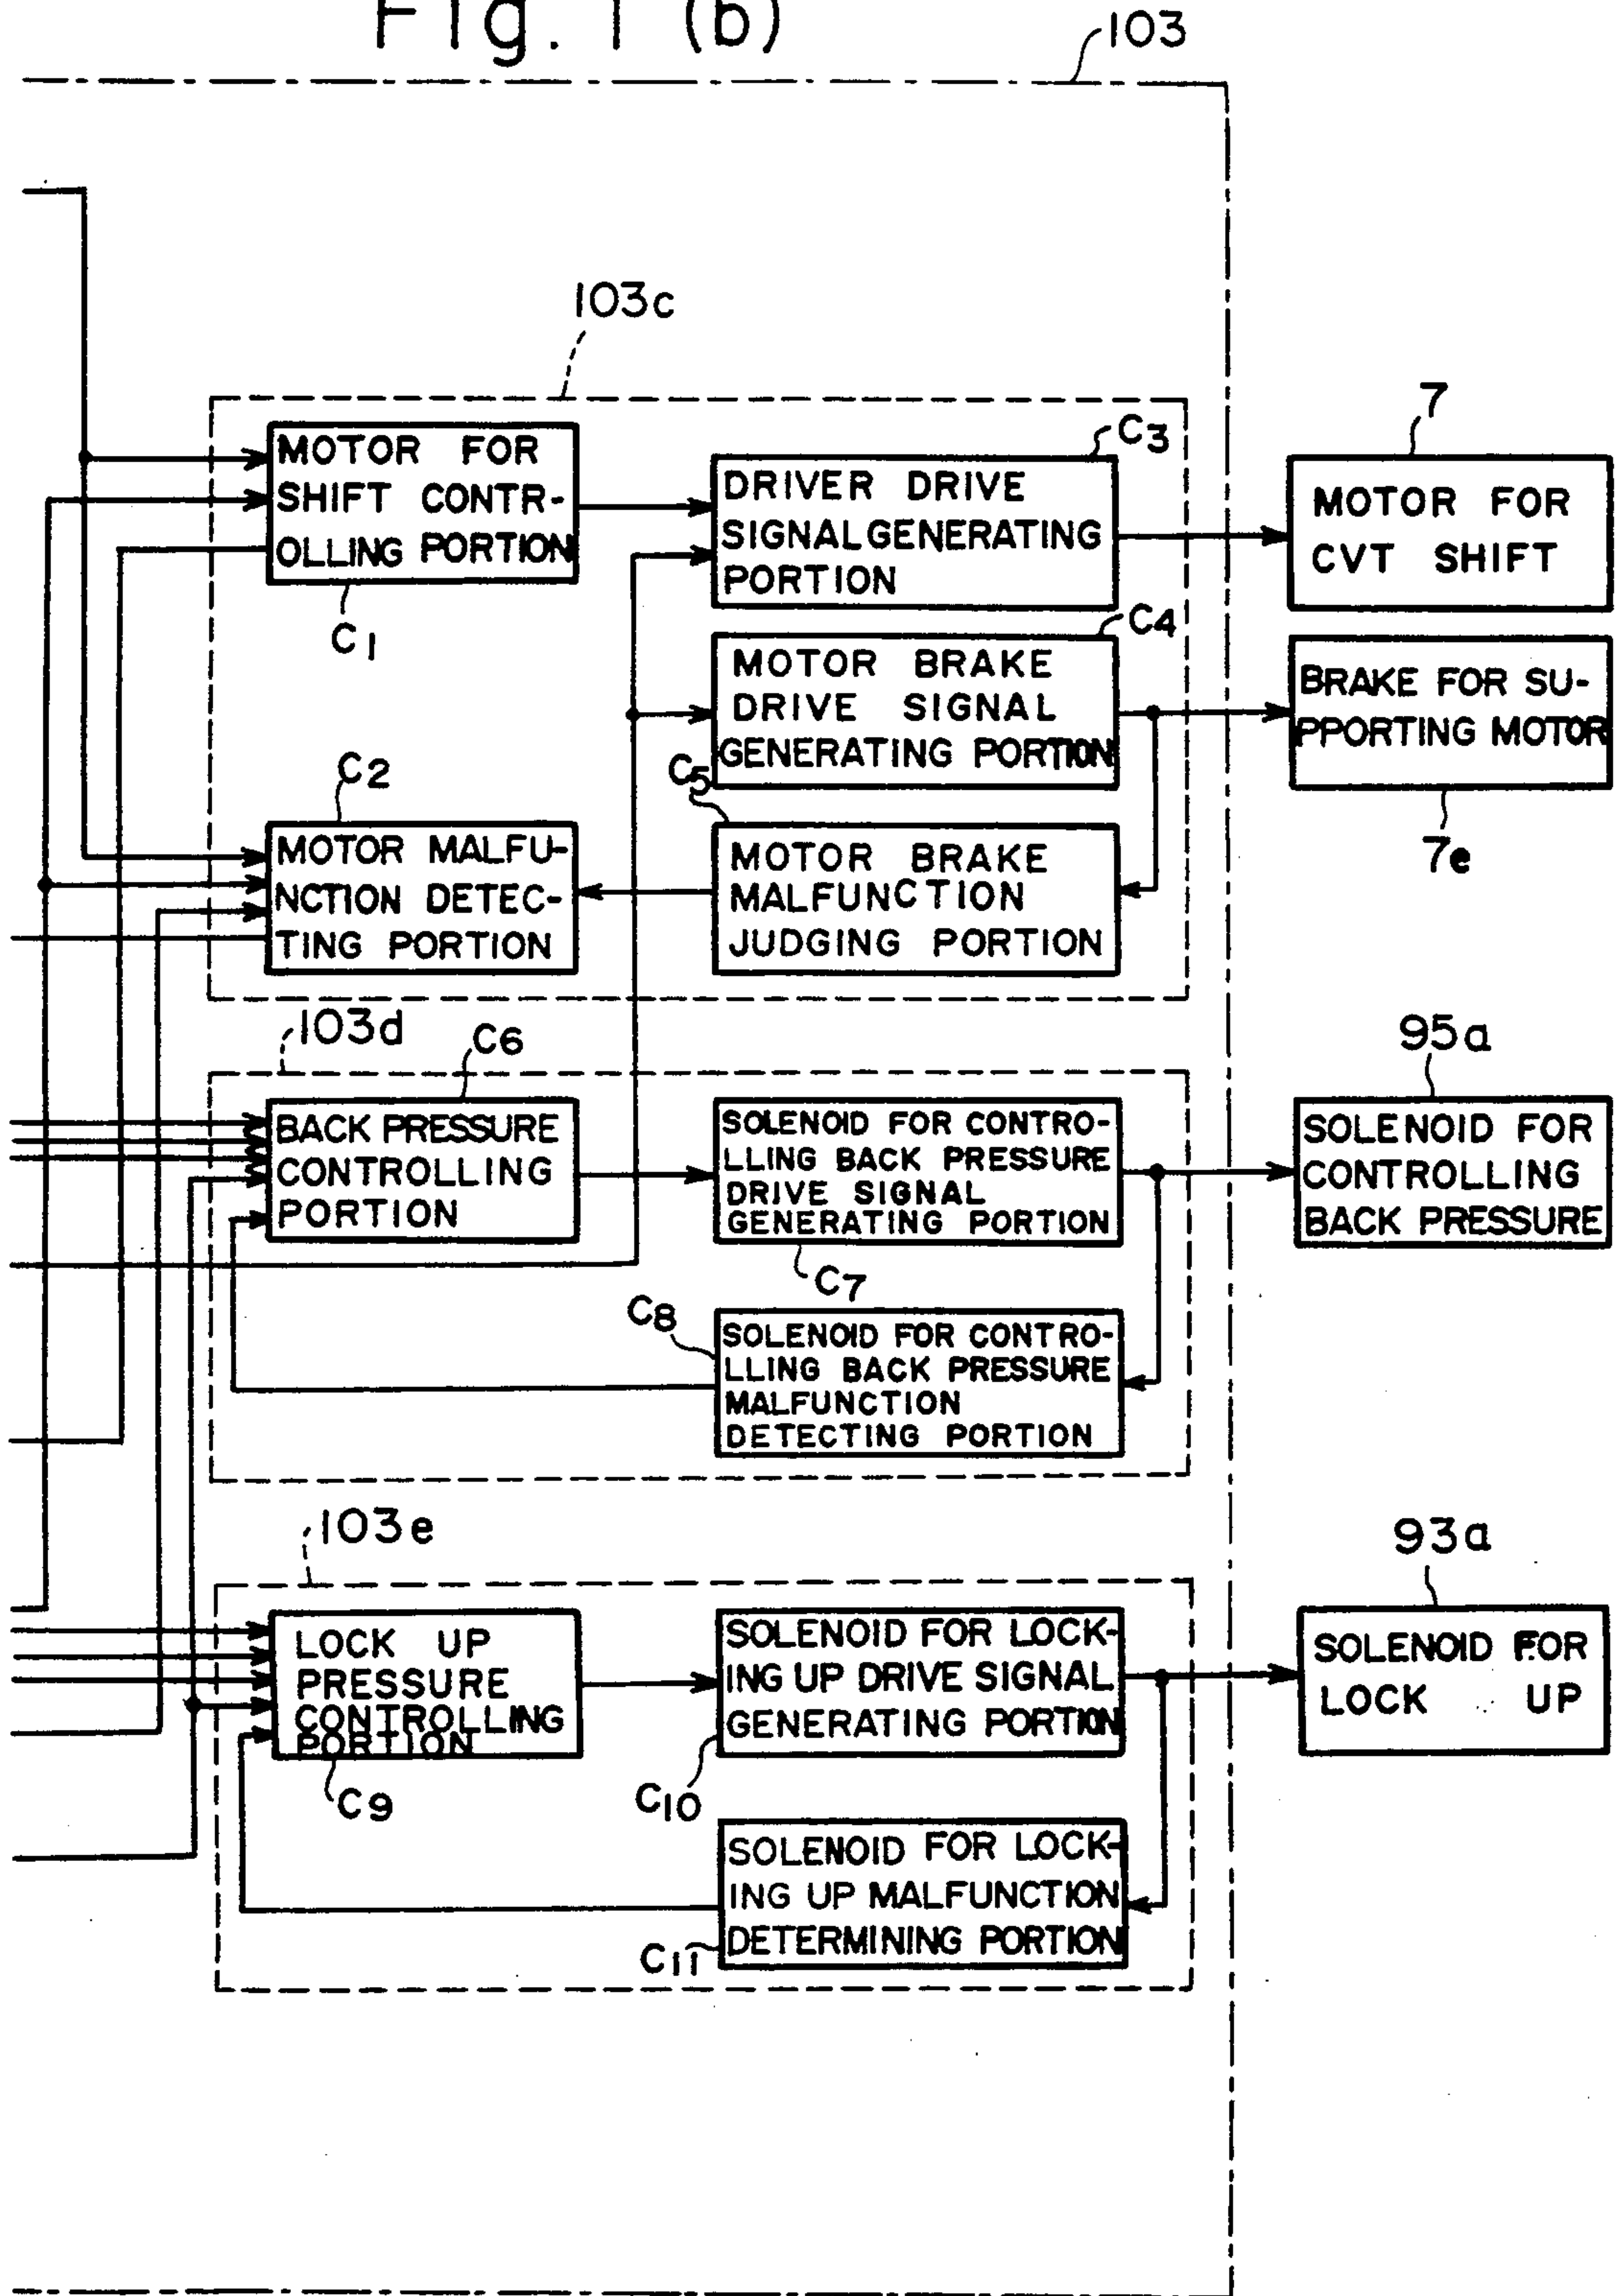 Fig. 1 (b)
103
103c
MOTOR FOR
SHIFT CONTR-
OLLING PORTION
C1
C3
DRIVER DRIVE
SIGNAL GENERATING
PORTION
7
MOTOR FOR
CVT SHIFT
C4
MOTOR BRAKE
DRIVE SIGNAL
GENERATING PORTION
BRAKE FOR SU-
PPORTING MOTOR
7e
C2
MOTOR MALFU-
NCTION DETEC-
TING PORTION
C5
MOTOR BRAKE
MALFUNCTION
JUDGING PORTION
103d
C6
BACK PRESSURE
CONTROLLING
PORTION
SOLENOID FOR CONTRO-
LLING BACK PRESSURE
DRIVE SIGNAL
GENERATING PORTION
C7
95a
SOLENOID FOR
CONTROLLING
BACK PRESSURE
C8
SOLENOID FOR CONTRO-
LLING BACK PRESSURE
MALFUNCTION
DETECTING PORTION
103e
LOCK UP
PRESSURE
CONTROLLING
PORTION
C9
SOLENOID FOR LOCK-
ING UP DRIVE SIGNAL
GENERATING PORTION
C10
93a
SOLENOID FOR
LOCK UP
SOLENOID FOR LOCK-
ING UP MALFUNCTION
DETERMINING PORTION
C11